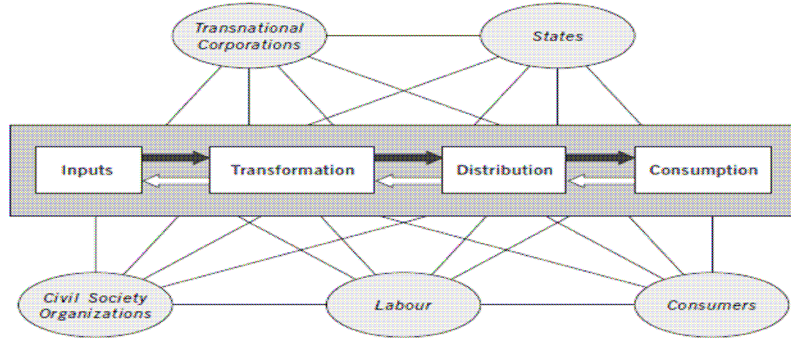 Transnational
Corporations
States
Inputs
Transformation
Distribution
Consumption
Civil Society
Organizations
Labour
Consumers